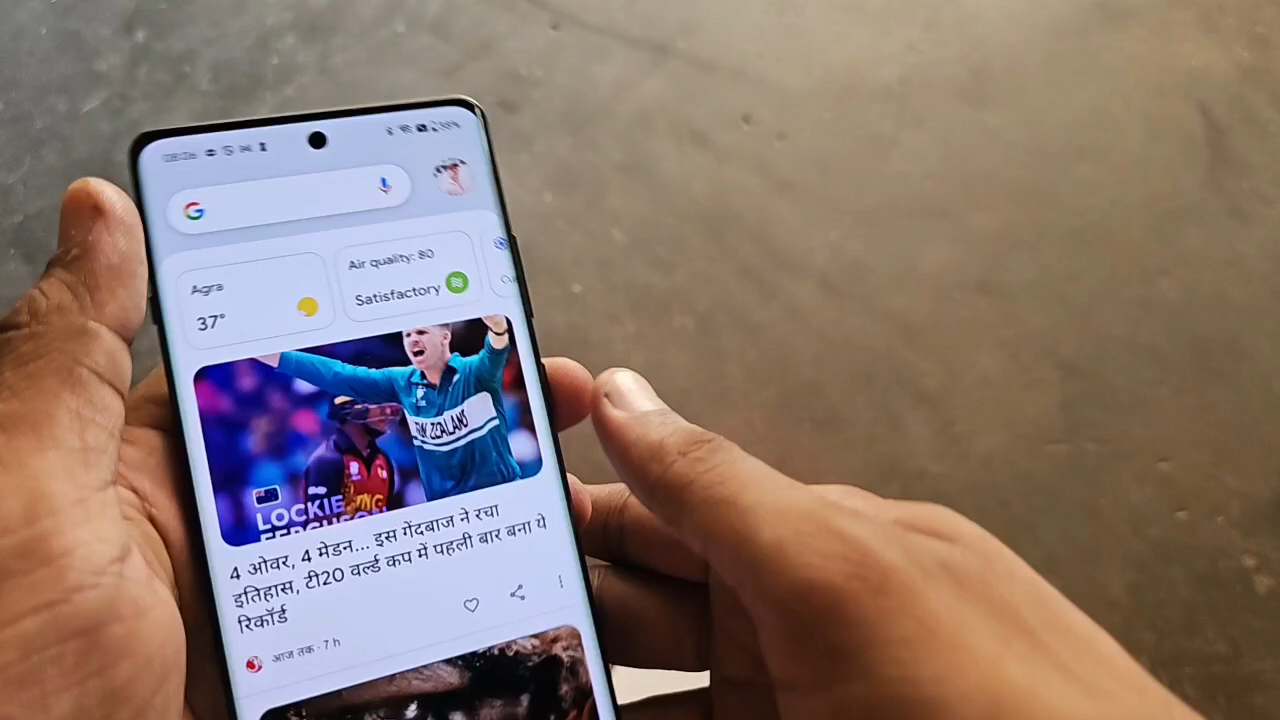 Agra
37°
Air quality: 80
Satisfactory
ZEALAND
LOCKIE
FERGUSON
4 ओवर, 4 मेडन... इस गेंदबाज ने रचा
इतिहास, टी20 वर्ल्ड कप में पहली बार बना ये
रिकॉर्ड
आज तक · 7 h